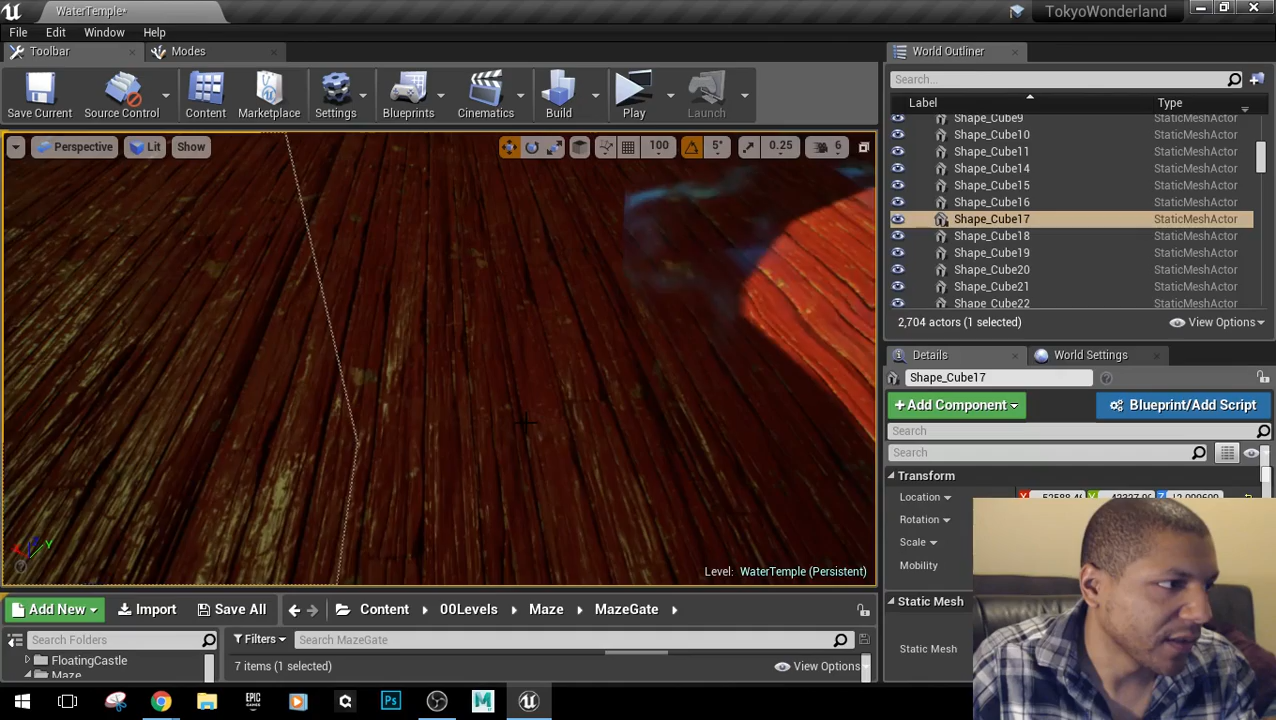 WaterTemple*
TokyoWonderland
File Edit Window Help
Toolbar Modes
Save Current Source Control Content Marketplace Settings Blueprints Cinematics Build Play Launch
Perspective Lit Show 100 5° 0.25 6
Y
Level: WaterTemple (Persistent)
Add New Import Save All Content 00Levels Maze MazeGate
Search Folders Filters Search MazeGate
FloatingCastle 7 items (1 selected) View Options
Maze
World Outliner
Search...
Label Type
Shape_Cube9 StaticMeshActor
Shape_Cube10 StaticMeshActor
Shape_Cube11 StaticMeshActor
Shape_Cube14 StaticMeshActor
Shape_Cube15 StaticMeshActor
Shape_Cube16 StaticMeshActor
Shape_Cube17 StaticMeshActor
Shape_Cube18 StaticMeshActor
Shape_Cube19 StaticMeshActor
Shape_Cube20 StaticMeshActor
Shape_Cube21 StaticMeshActor
Shape_Cube22 StaticMeshActor
2,704 actors (1 selected) View Options
Details World Settings
Shape_Cube17
+Add Component Blueprint/Add Script
Search
Search
Transform
Location X Y Z
Rotation
Scale
Mobility
Static Mesh
Static Mesh
EPIC GAMES Ps M